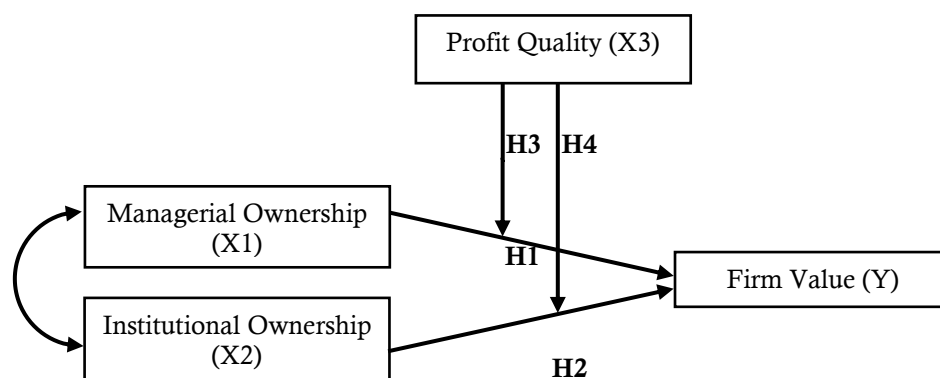 Profit Quality (X3)
H3
H4
Managerial Ownership
(X1)
H1
Firm Value (Y)
Institutional Ownership
(X2)
H2